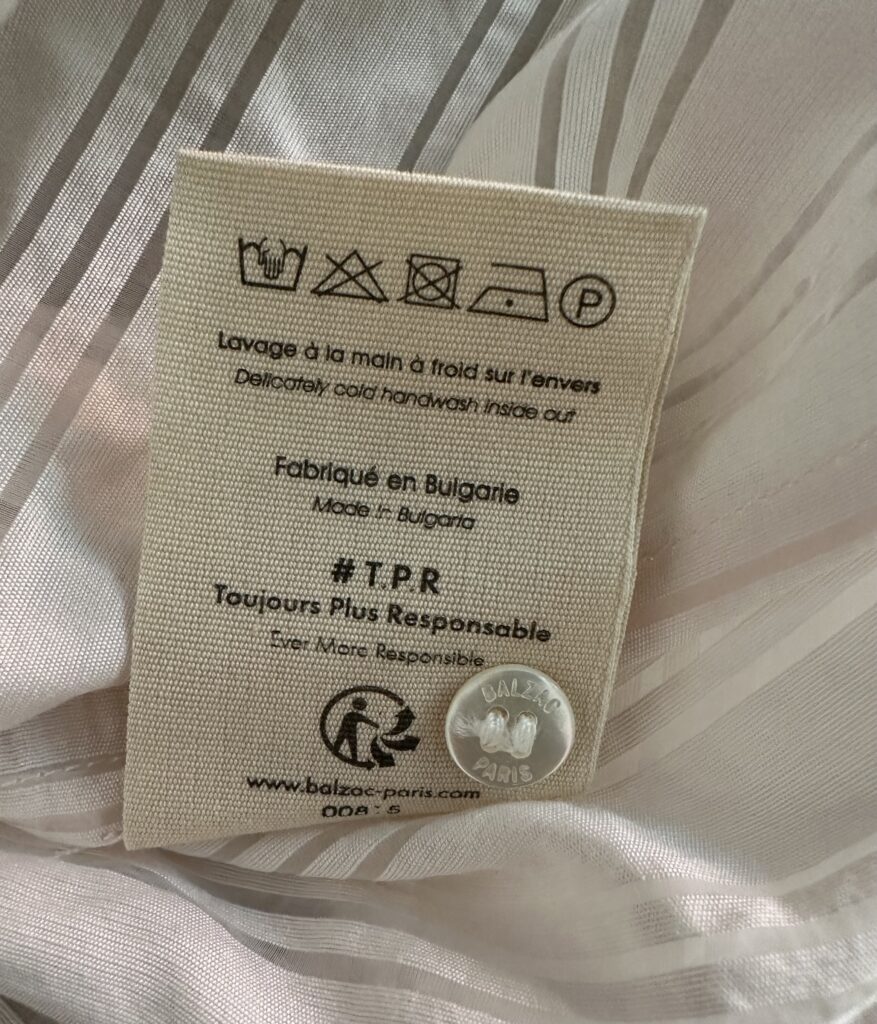 P
Lavage à la main à froid sur l'envers
Delicately cold handwash inside out
Fabriqué en Bulgarie
Made in Bulgaria
# T.P.R
Toujours Plus Responsable
Ever More Responsible
BALZAC
PARIS
www.balzac-paris.com